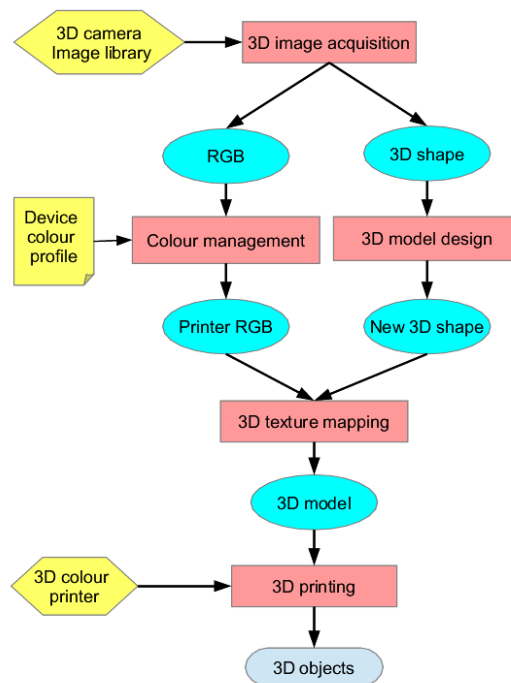 3D camera
Image library
3D image acquisition
RGB
3D shape
Device
colour
profile
Colour management
3D model design
Printer RGB
New 3D shape
3D texture mapping
3D model
3D colour
printer
3D printing
3D objects